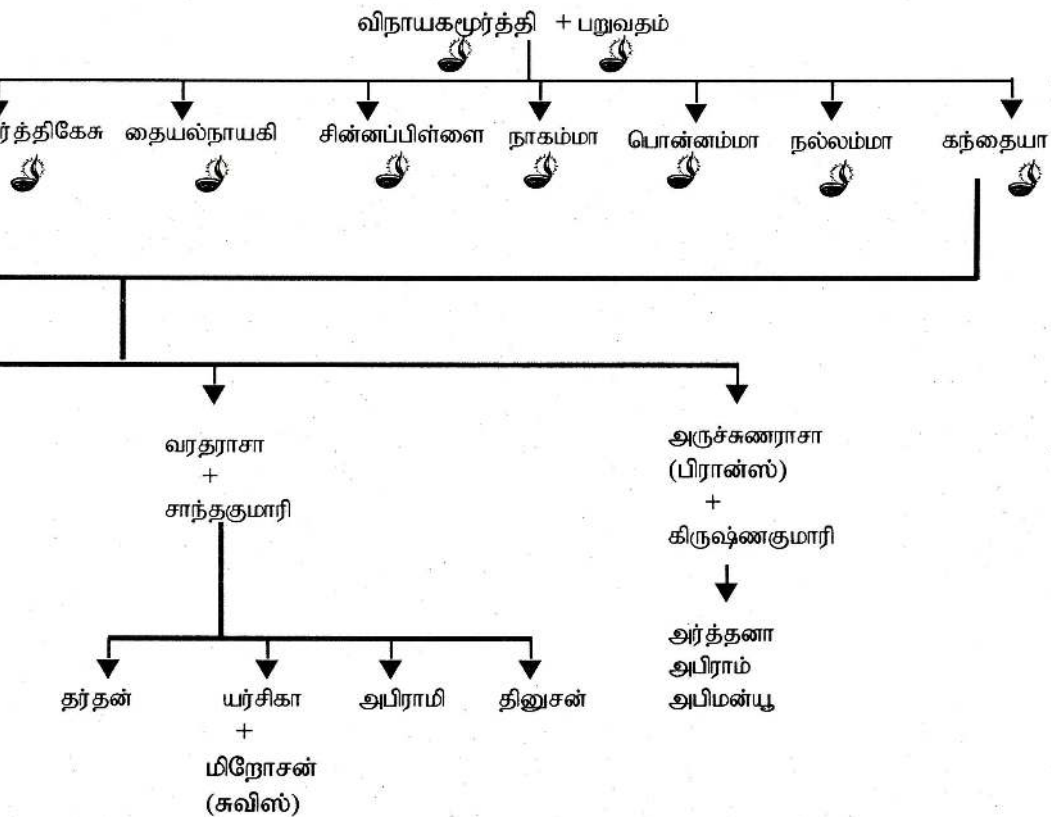 விநாயகமூர்த்தி + பறுவதம்
ர்த்திகேசு தையல்நாயகி சின்னப்பிள்ளை நாகம்மா பொன்னம்மா நல்லம்மா கந்தையா
வரதராசா
+
சாந்தகுமாரி
அருச்சுணராசா
(பிரான்ஸ்)
+
கிருஷ்ணகுமாரி
அர்த்தனா
அபிராம்
அபிமன்யூ
தர்தன் யர்சிகா அபிராமி தினுசன்
+
மிறோசன்
(சுவிஸ்)